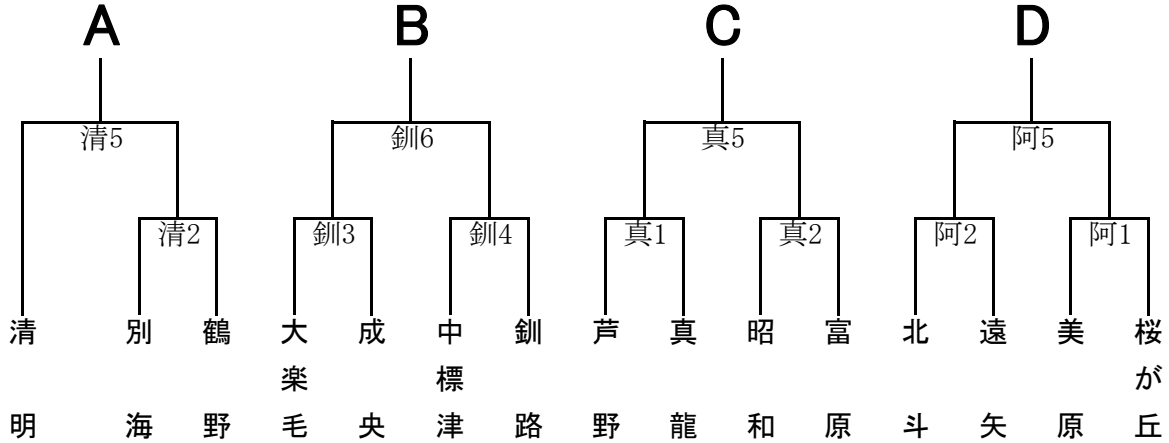 A B C D
清5 釧6 真5 阿5
清2 釧3 釧4 真1 真2 阿2 阿1
清明
別海
鶴野
大楽毛
成央
中標津
釧路
芦野
真龍
昭和
富原
北斗
遠矢
美原
桜が丘